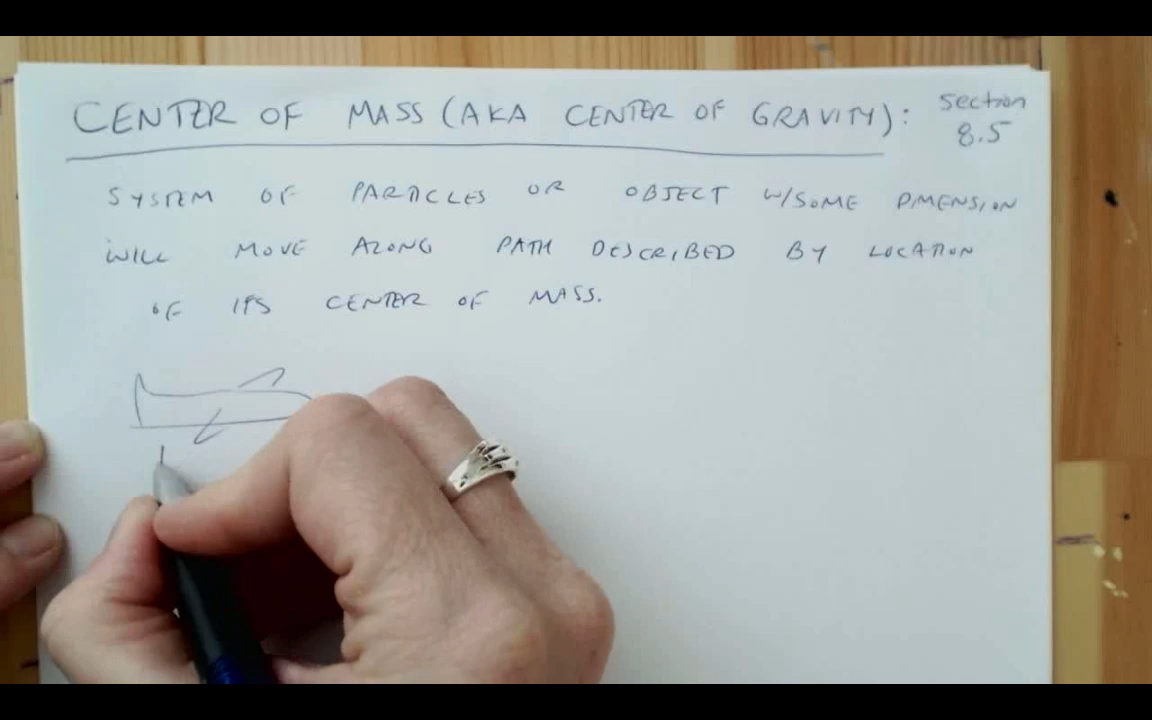 CENTER OF MASS (AKA CENTER OF GRAVITY): section 8.5
SYSTEM OF PARTICLES OR OBJECT W/SOME DIMENSION
WILL MOVE ALONG PATH DESCRIBED BY LOCATION
OF ITS CENTER OF MASS.